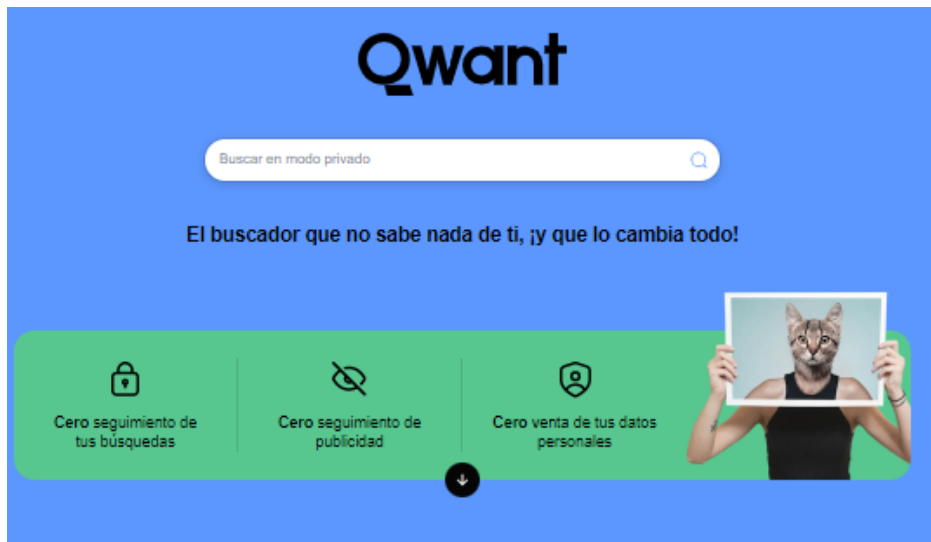 Qwant
Buscar en modo privado
El buscador que no sabe nada de ti, ¡y que lo cambia todo!
Cero seguimiento de
tus búsquedas
Cero seguimiento de
publicidad
Cero venta de tus datos
personales